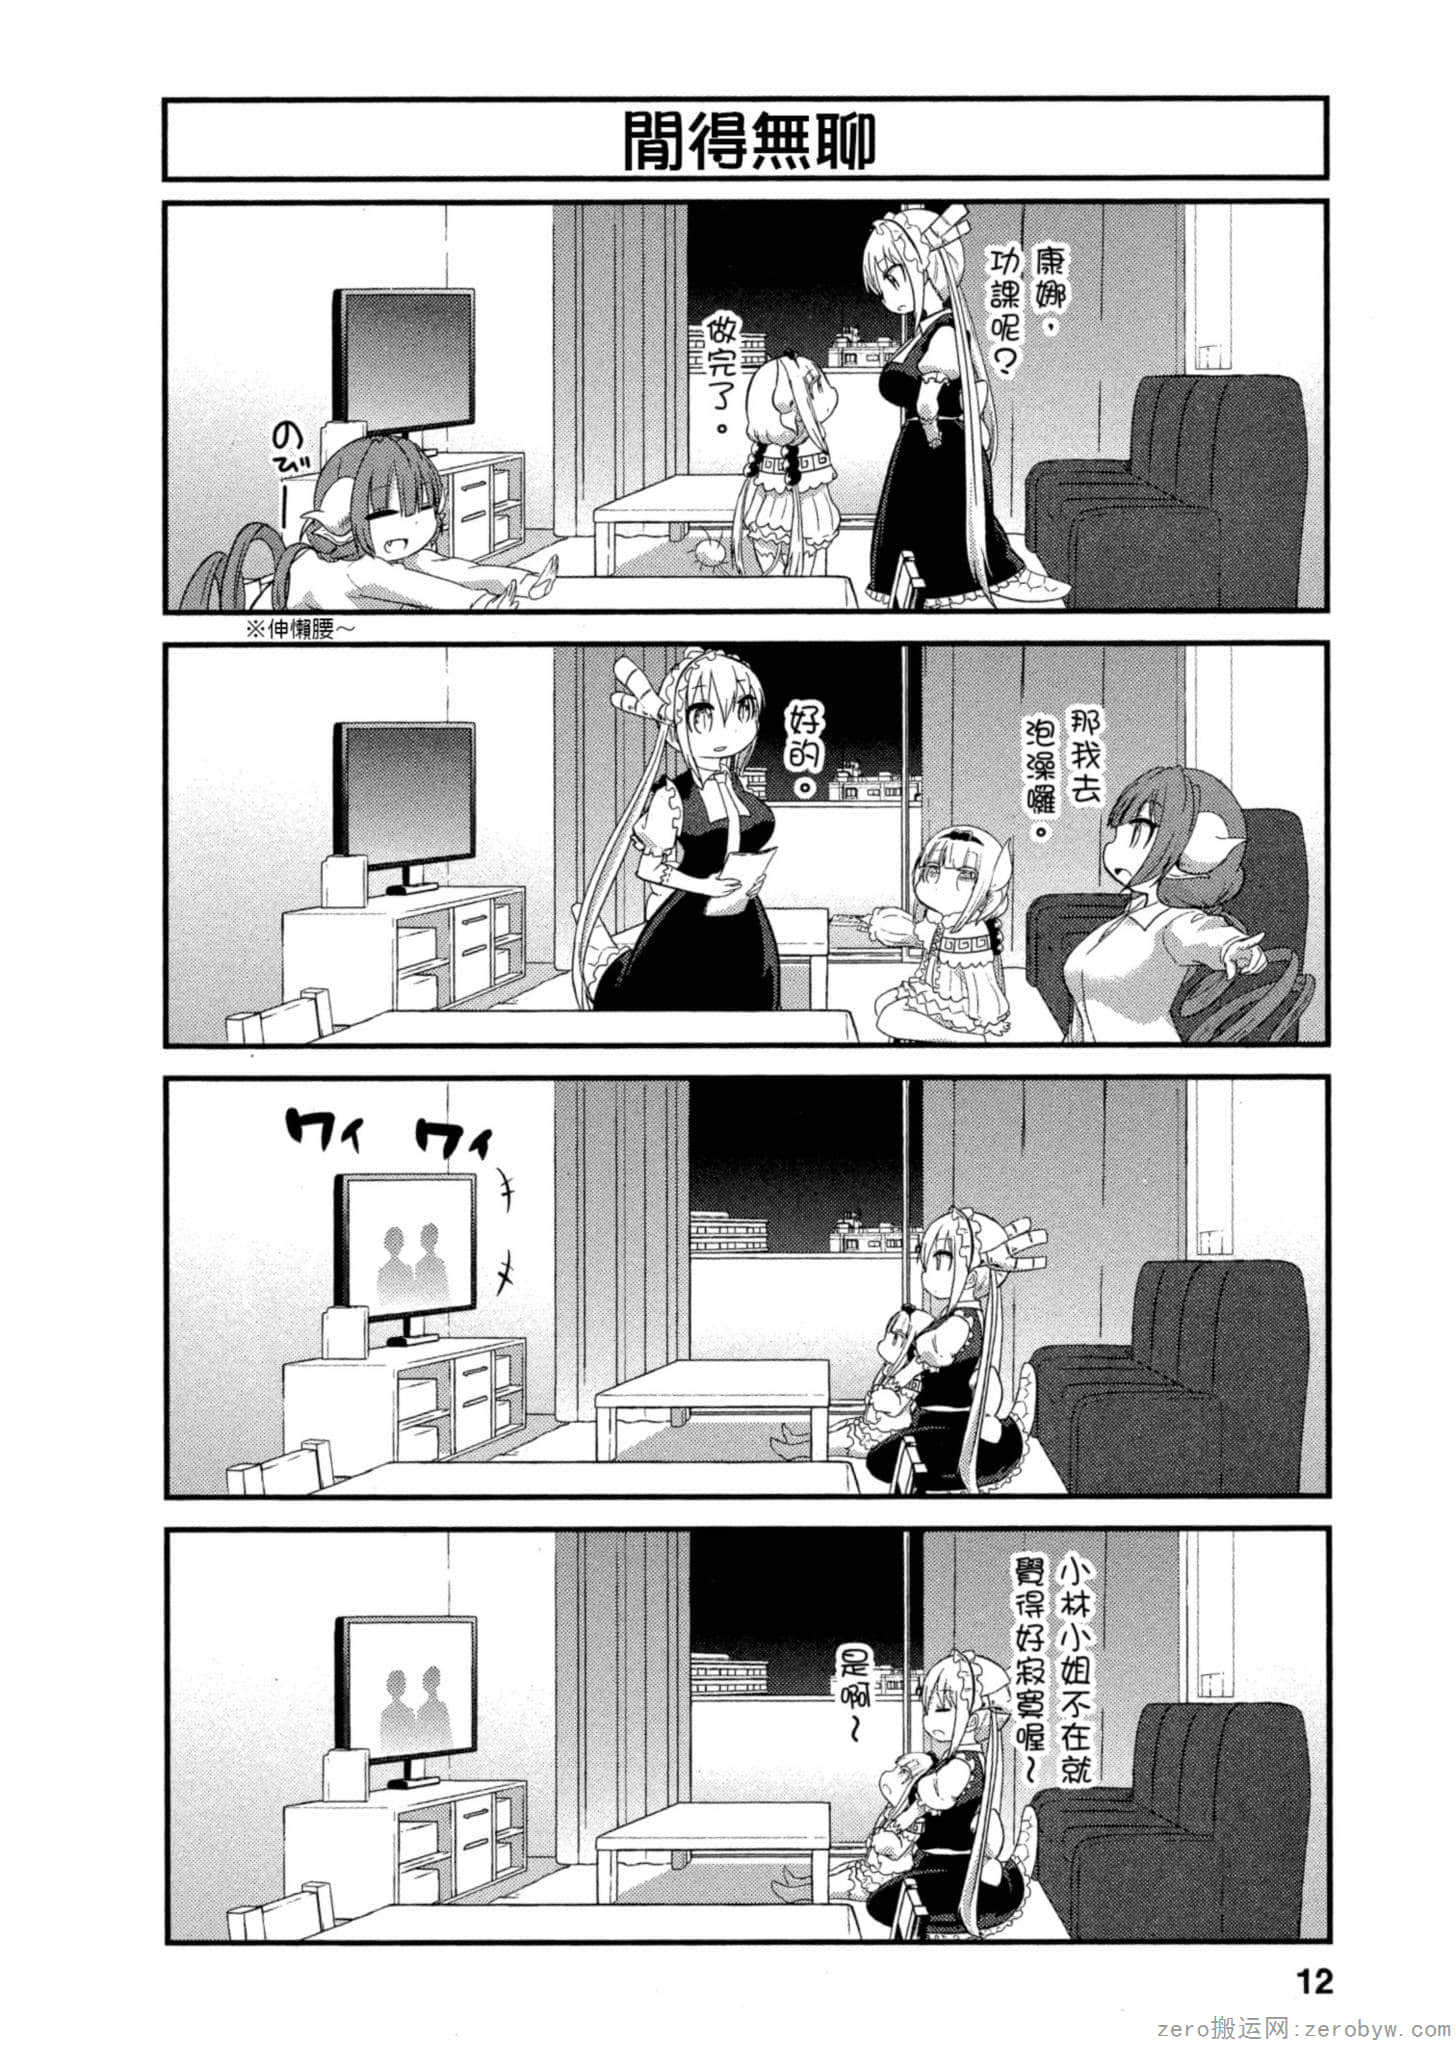 閒得無聊
康娜，
功課呢？
做完了。
のびー
※伸懶腰～
那我去
泡澡囉。
好的。
ワイ ワイ
小林小姐不在就
覺得好寂寞喔～
是啊～
12
zero搬运网:zerobyw.com